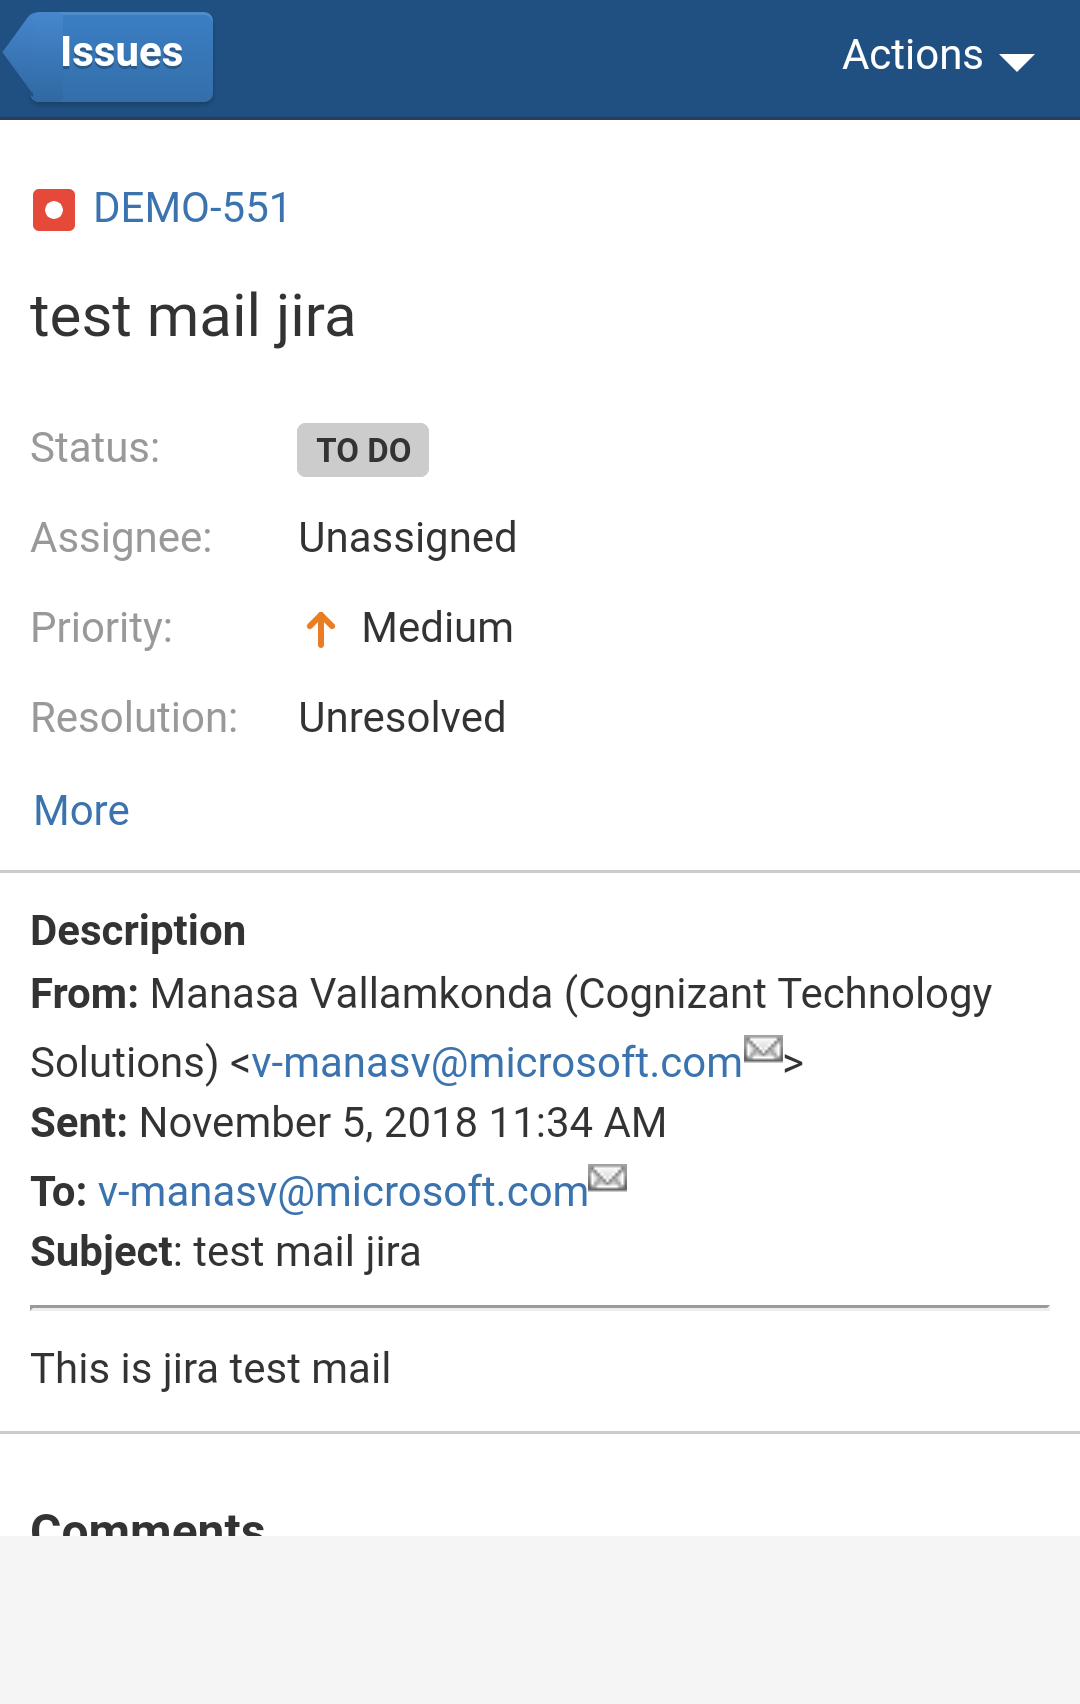 Issues
Actions
DEMO-551
test mail jira
Status: TO DO
Assignee: Unassigned
Priority: Medium
Resolution: Unresolved
More
Description
From: Manasa Vallamkonda (Cognizant Technology
Solutions) <v-manasv@microsoft.com>
Sent: November 5, 2018 11:34 AM
To: v-manasv@microsoft.com
Subject: test mail jira
This is jira test mail
Comments